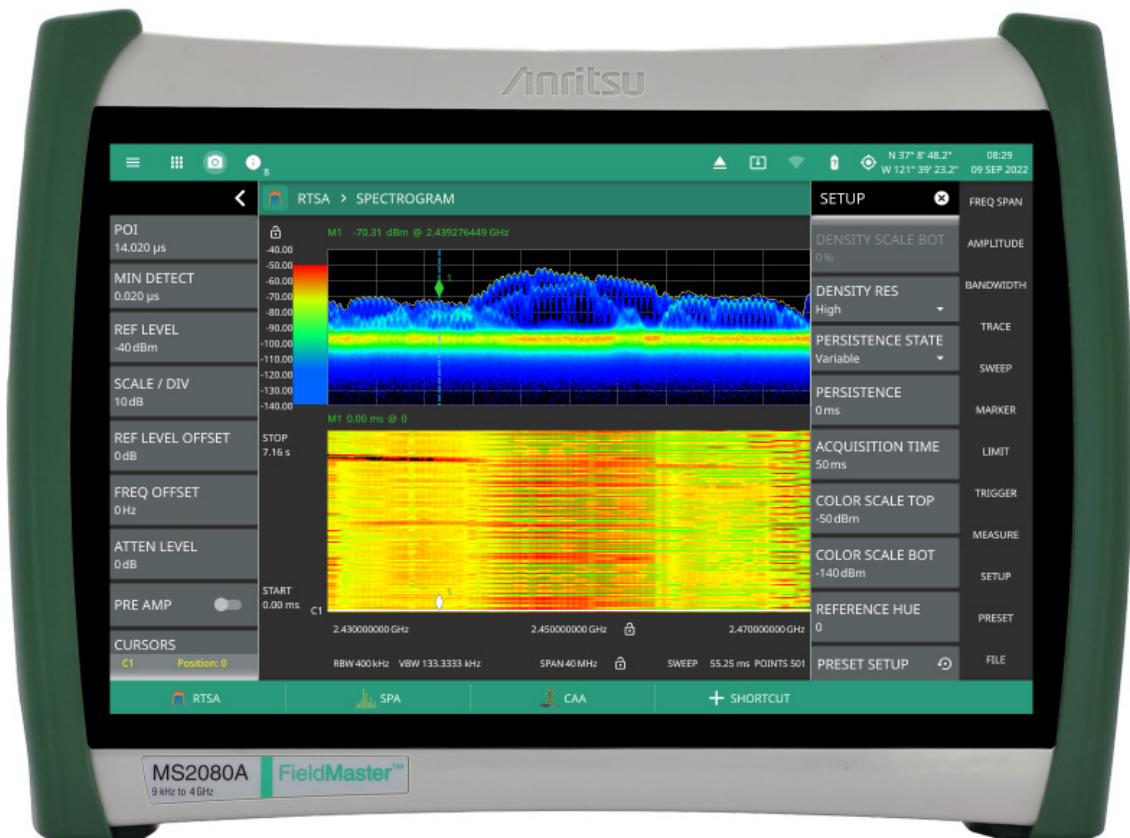 Anritsu
8
N 37° 8' 48.2"
W 121° 39' 23.2"
08:29
09 SEP 2022
POI
14.020 µs
MIN DETECT
0.020 µs
REF LEVEL
-40 dBm
SCALE / DIV
10 dB
REF LEVEL OFFSET
0 dB
FREQ OFFSET
0 Hz
ATTEN LEVEL
0 dB
PRE AMP
CURSORS
C1 Position: 0
RTSA > SPECTROGRAM
M1 -70.31 dBm @ 2.439276449 GHz
-40.00
-50.00
-60.00
-70.00
-80.00
-90.00
-100.00
-110.00
-120.00
-130.00
-140.00
1
M1 0.00 ms @ 0
STOP
7.16 s
START
0.00 ms
C1
1
2.430000000 GHz
2.450000000 GHz
2.470000000 GHz
RBW 400 kHz VBW 133.3333 kHz SPAN 40 MHz SWEEP 55.25 ms POINTS 501
SETUP
DENSITY SCALE BOT
0 %
DENSITY RES
High
PERSISTENCE STATE
Variable
PERSISTENCE
0 ms
ACQUISITION TIME
50 ms
COLOR SCALE TOP
-50 dBm
COLOR SCALE BOT
-140 dBm
REFERENCE HUE
0
PRESET SETUP
FREQ SPAN
AMPLITUDE
BANDWIDTH
TRACE
SWEEP
MARKER
LIMIT
TRIGGER
MEASURE
SETUP
PRESET
FILE
RTSA
SPA
CAA
+ SHORTCUT
MS2080A
9 kHz to 4 GHz
FieldMaster™